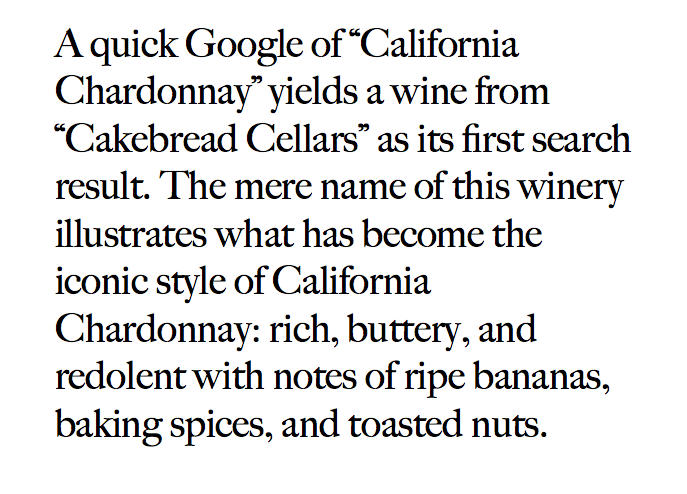 A quick Google of “California
Chardonnay” yields a wine from
“Cakebread Cellars” as its first search
result. The mere name of this winery
illustrates what has become the
iconic style of California
Chardonnay: rich, buttery, and
redolent with notes of ripe bananas,
baking spices, and toasted nuts.